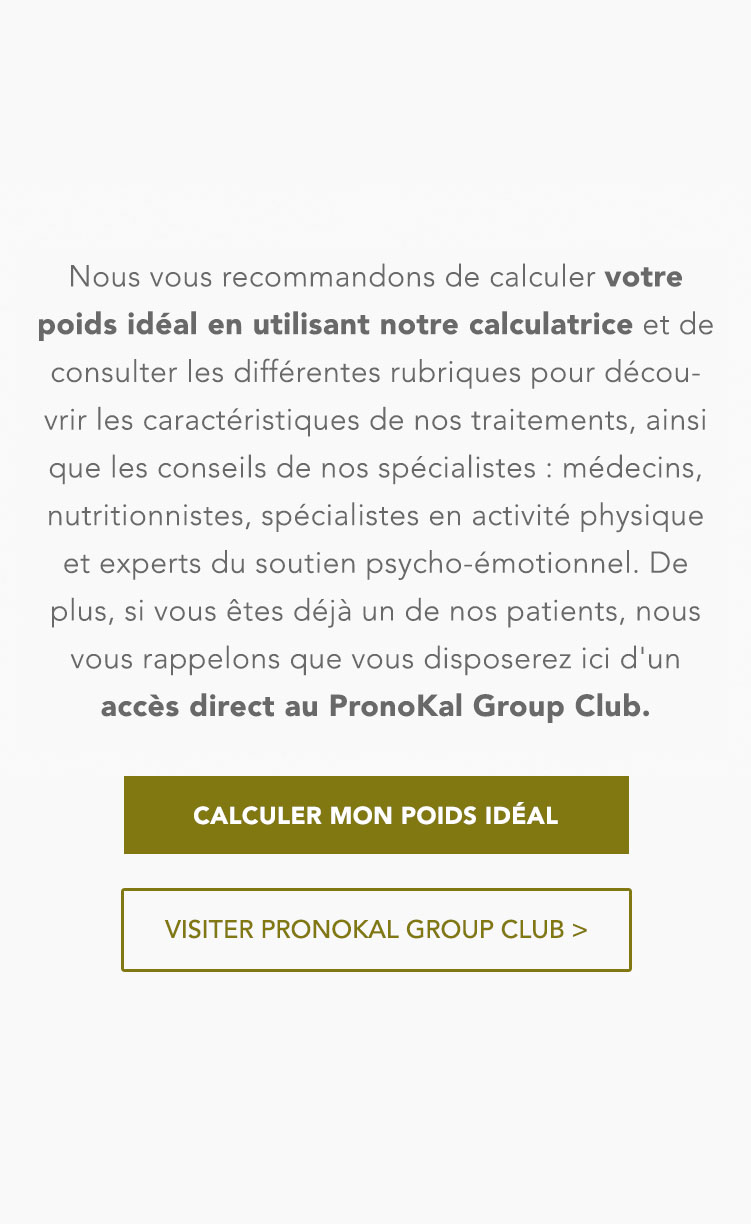 Nous vous recommandons de calculer votre
poids idéal en utilisant notre calculatrice et de
consulter les différentes rubriques pour décou-
vrir les caractéristiques de nos traitements, ainsi
que les conseils de nos spécialistes : médecins,
nutritionnistes, spécialistes en activité physique
et experts du soutien psycho-émotionnel. De
plus, si vous êtes déjà un de nos patients, nous
vous rappelons que vous disposerez ici d'un
accès direct au PronoKal Group Club.
CALCULER MON POIDS IDÉAL
VISITER PRONOKAL GROUP CLUB >